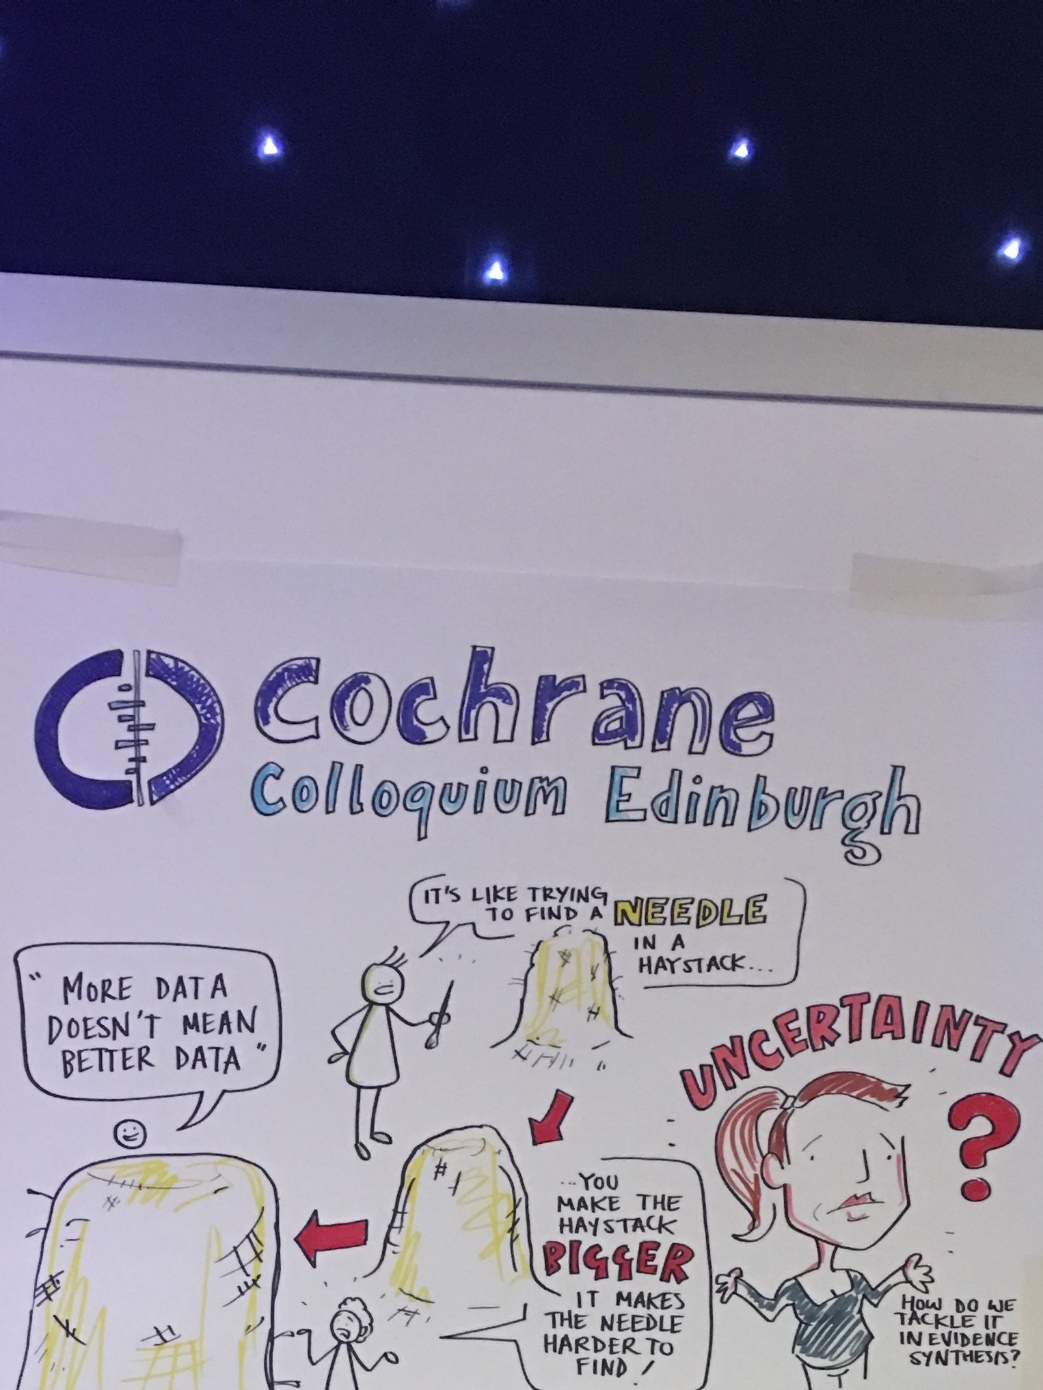 Cochrane
Colloquium Edinburgh
IT'S LIKE TRYING
TO FIND A NEEDLE
IN A
HAYSTACK...
"MORE DATA
DOESN'T MEAN
BETTER DATA"
UNCERTAINTY
?
...YOU
MAKE THE
HAYSTACK
BIGGER
IT MAKES
THE NEEDLE
HARDER TO
FIND!
HOW DO WE
TACKLE IT
IN EVIDENCE
SYNTHESIS?